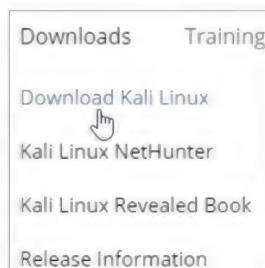 Downloads Training
Download Kali Linux
Kali Linux NetHunter
Kali Linux Revealed Book
Release Information